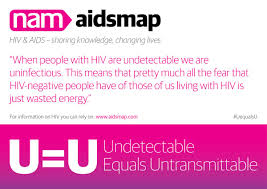 nam aidsmap
HIV & AIDS – sharing knowledge, changing lives
"When people with HIV are undetectable we are
uninfectious. This means that pretty much all the fear that
HIV-negative people have of those of us living with HIV is
just wasted energy."
For information on HIV you can rely on: www.aidsmap.com
#UequalsU
U=U Undetectable
Equals Untransmittable